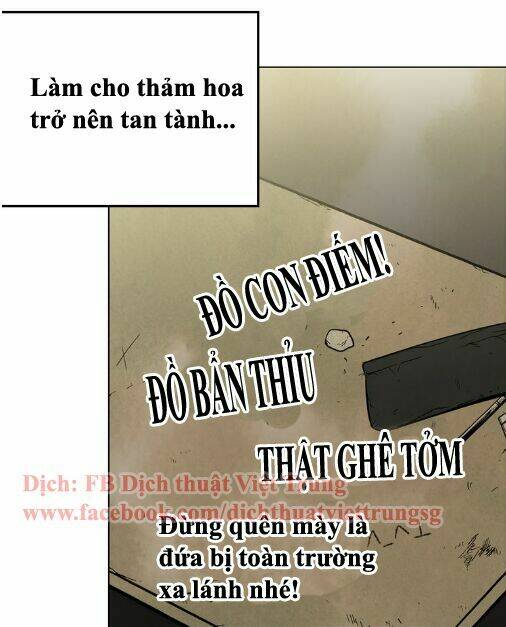 Làm cho thảm hoa
trở nên tan tành...
ĐỒ CON ĐIẾM!
ĐỒ BẨN THỈU
THẬT GHÊ TỞM
Dịch: FB Dịch thuật Việt Trung
www.facebook.com/dichthuatviettrungsg
Đừng quên mày là
đứa bị toàn trường
xa lánh nhé!